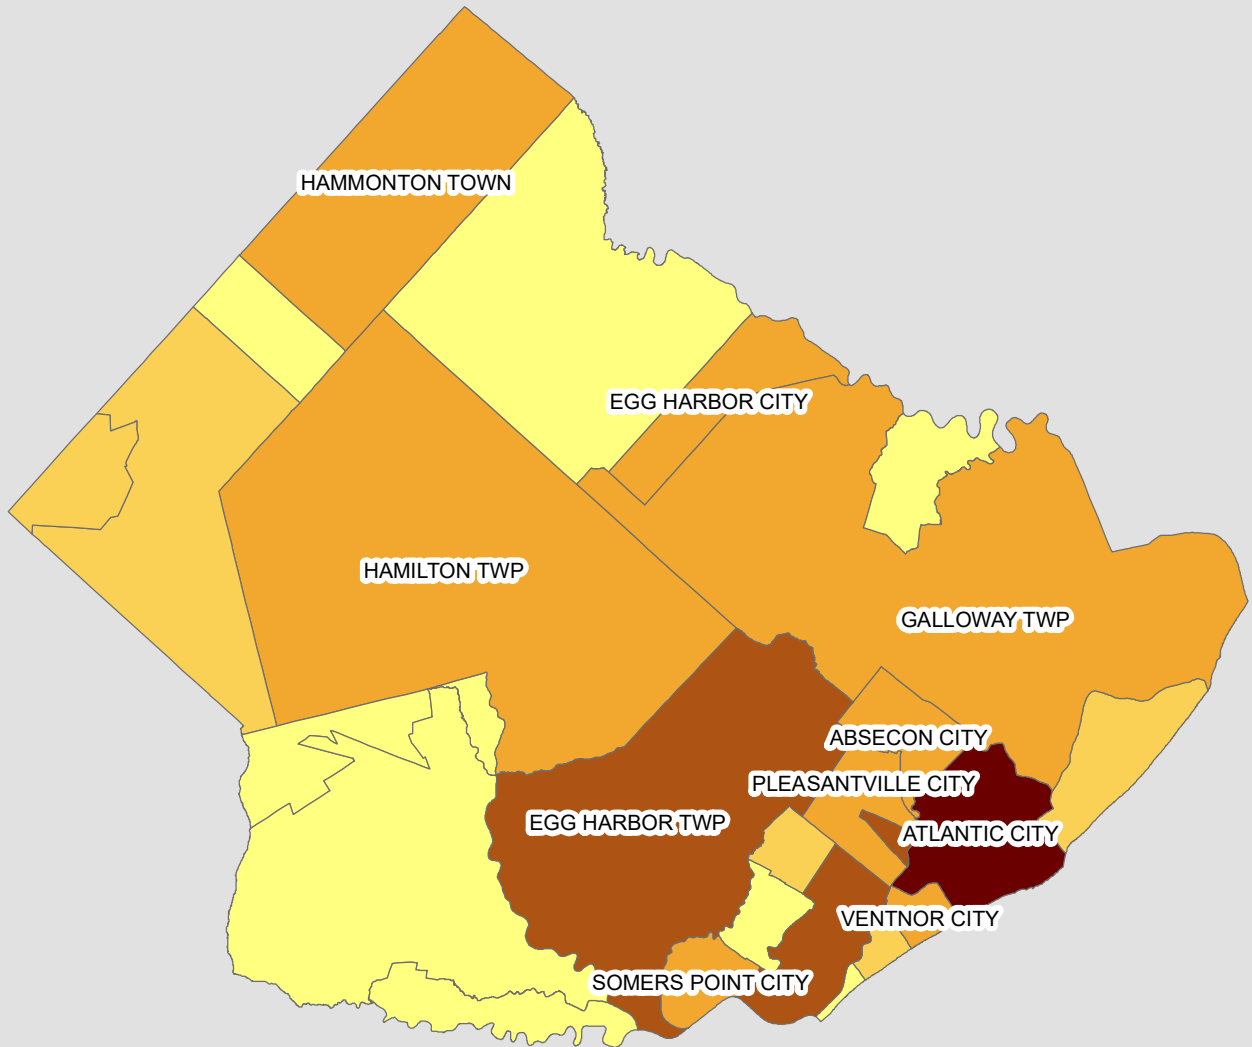 HAMMONTON TOWN
EGG HARBOR CITY
HAMILTON TWP
GALLOWAY TWP
ABSECON CITY
PLEASANTVILLE CITY
EGG HARBOR TWP
ATLANTIC CITY
VENTNOR CITY
SOMERS POINT CITY